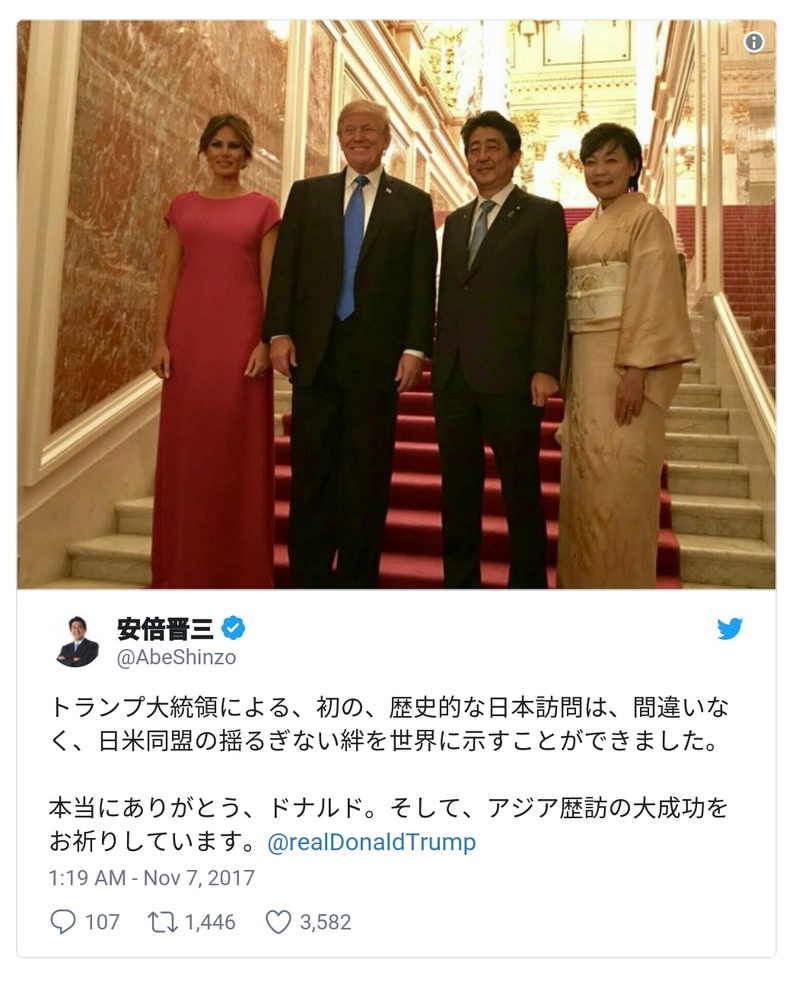 安倍晋三
@AbeShinzo
トランプ大統領による、初の、歴史的な日本訪問は、間違いな
く、日米同盟の揺るぎない絆を世界に示すことができました。
本当にありがとう、ドナルド。そして、アジア歴訪の大成功を
お祈りしています。@realDonaldTrump
1:19 AM - Nov 7, 2017
107 1,446 3,582